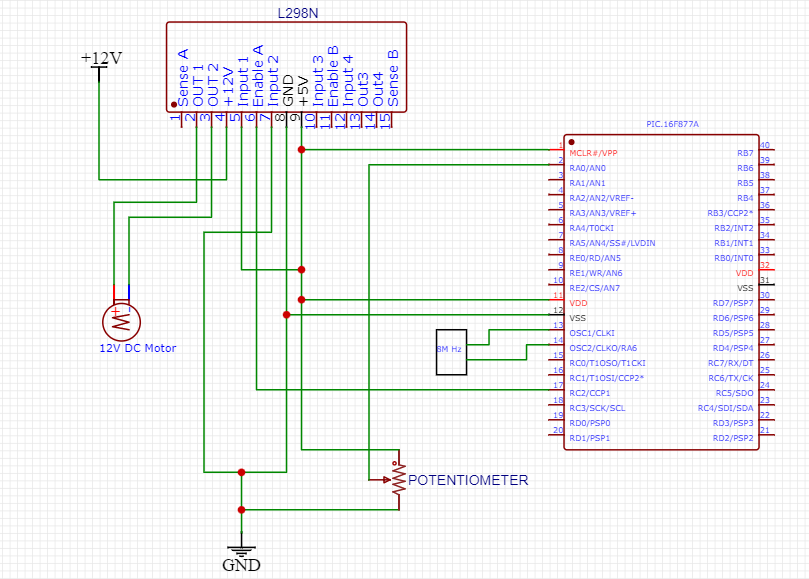 L298N
+12V
Sense A
OUT 1
OUT 2
+12V
Input 1
Enable A
Input 2
GND
+5V
Input 3
Enable B
Input 4
Out3
Out4
Sense B
1
2
3
4
5
6
7
8
9
10
11
12
13
14
15
PIC.16F877A
1 MCLR#/VPP
2 RA0/AN0
3 RA1/AN1
4 RA2/AN2/VREF-
5 RA3/AN3/VREF+
6 RA4/T0CKI
7 RA5/AN4/SS#/LVDIN
8 RE0/RD/AN5
9 RE1/WR/AN6
10 RE2/CS/AN7
11 VDD
12 VSS
13 OSC1/CLKI
14 OSC2/CLKO/RA6
15 RC0/T1OSO/T1CKI
16 RC1/T1OSI/CCP2*
17 RC2/CCP1
18 RC3/SCK/SCL
19 RD0/PSP0
20 RD1/PSP1
RB7 40
RB6 39
RB5 38
RB4 37
RB3/CCP2* 36
RB2/INT2 35
RB1/INT1 34
RB0/INT0 33
VDD 32
VSS 31
RD7/PSP7 30
RD6/PSP6 29
RD5/PSP5 28
RD4/PSP4 27
RC7/RX/DT 26
RC6/TX/CK 25
RC5/SDO 24
RC4/SDI/SDA 23
RD3/PSP3 22
RD2/PSP2 21
+ -
12V DC Motor
8M Hz
POTENTIOMETER
GND